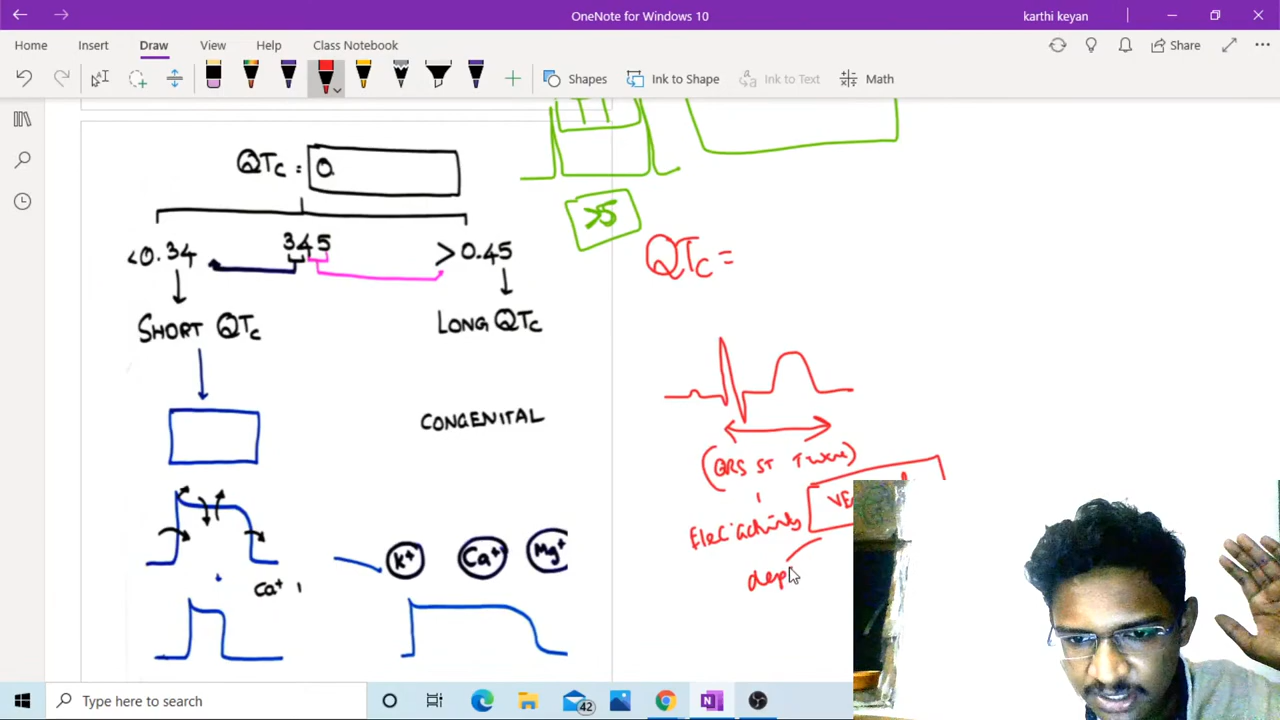 OneNote for Windows 10
karthi keyan
Home Insert Draw View Help Class Notebook
Share
Shapes Ink to Shape Ink to Text Math
QTc = 0
<0.34 345 >0.45
SHORT QTc LONG QTc
CONGENITAL
K+ Ca+ Mg+
Ca+
>5
QTc =
(QRS ST T wave)
Elec. activity
VE
dep
Type here to search
42